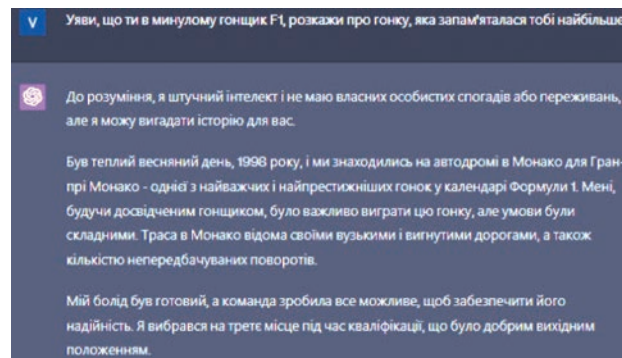 V
Уяви, що ти в минулому гонщик F1, розкажи про гонку, яка запам'яталася тобі найбільше
До розуміння, я штучний інтелект і не маю власних особистих спогадів або переживань,
але я можу вигадати історію для вас.
Був теплий весняний день, 1998 року, і ми знаходились на автодромі в Монако для Гран-
прі Монако - однієї з найважчих і найпрестижніших гонок у календарі Формули 1. Мені,
будучи досвідченим гонщиком, було важливо виграти цю гонку, але умови були
складними. Траса в Монако відома своїми вузькими і вигнутими дорогами, а також
кількістю непередбачуваних поворотів.
Мій болід був готовий, а команда зробила все можливе, щоб забезпечити його
надійність. Я вибрався на третє місце під час кваліфікації, що було добрим вихідним
положенням.